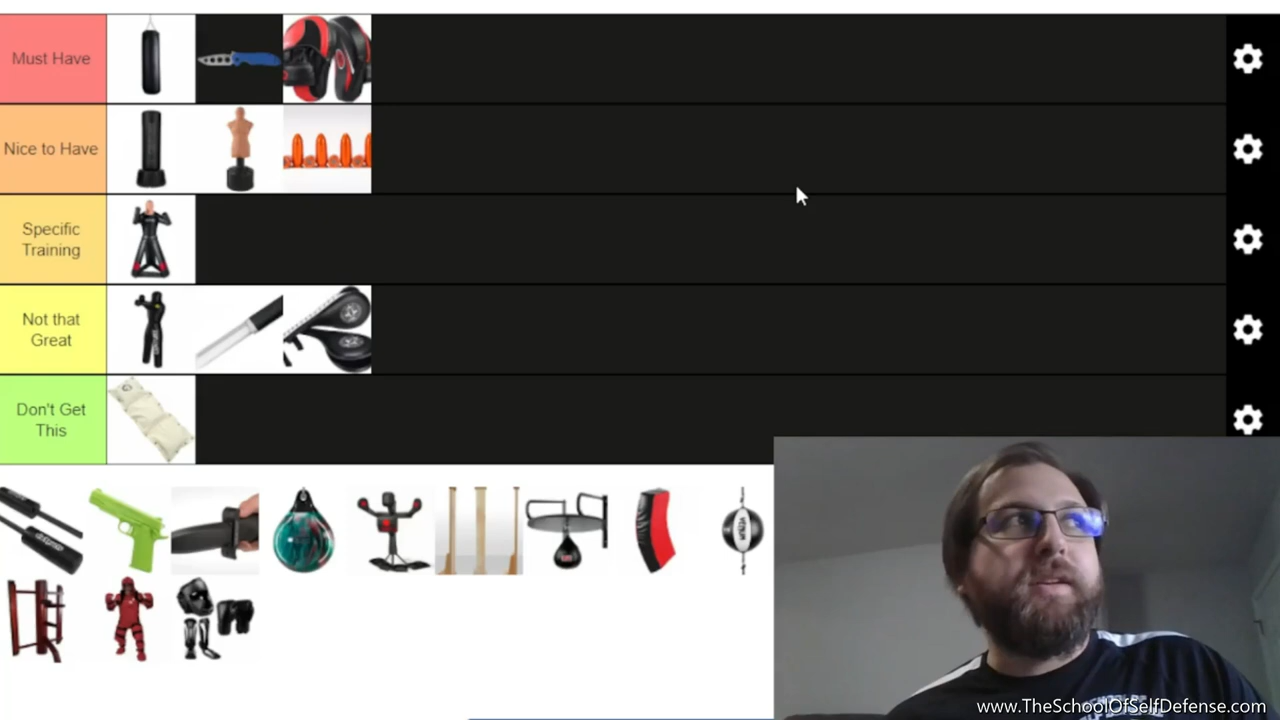 Must Have
Nice to Have
Specific
Training
Not that
Great
Don't Get
This
www.TheSchoolOfSelfDefense.com